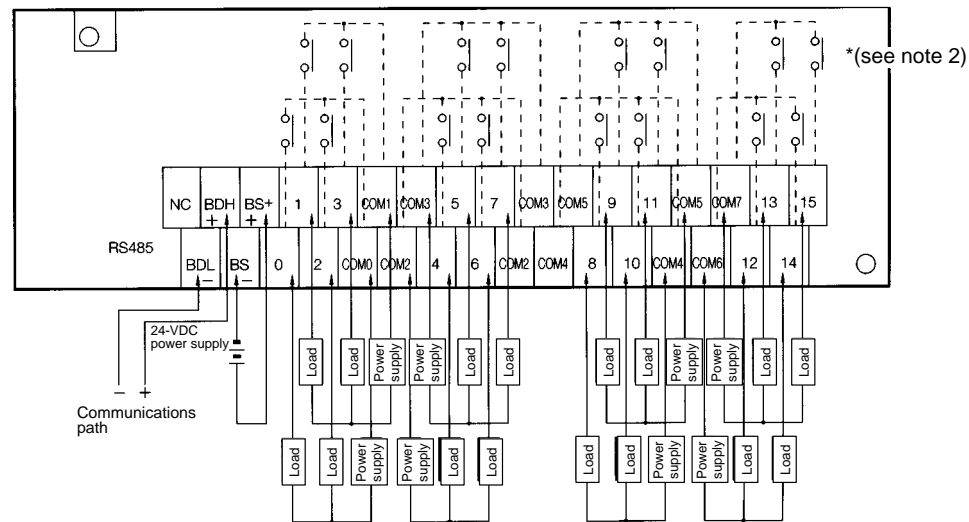 *(see note 2)
NC BDH BS+ 1 3 COM1 COM3 5 7 COM3 COM5 9 11 COM5 COM7 13 15
+ +
RS485
BDL BS 0 2 COM0 COM2 4 6 COM2 COM4 8 10 COM4 COM6 12 14
− −
24-VDC
power supply
Load Load Power supply Power supply Load Load Load Load Power supply Power supply Load Load
− +
Communications
path
Load Load Power supply Power supply Load Load Load Load Power supply Power supply Load Load